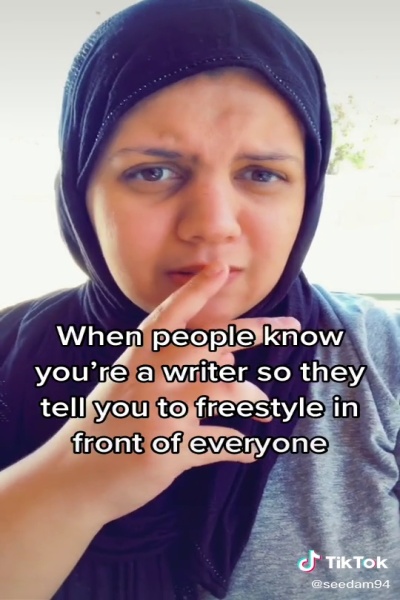 When people know
you're a writer so they
tell you to freestyle in
front of everyone
TikTok
@seedam94